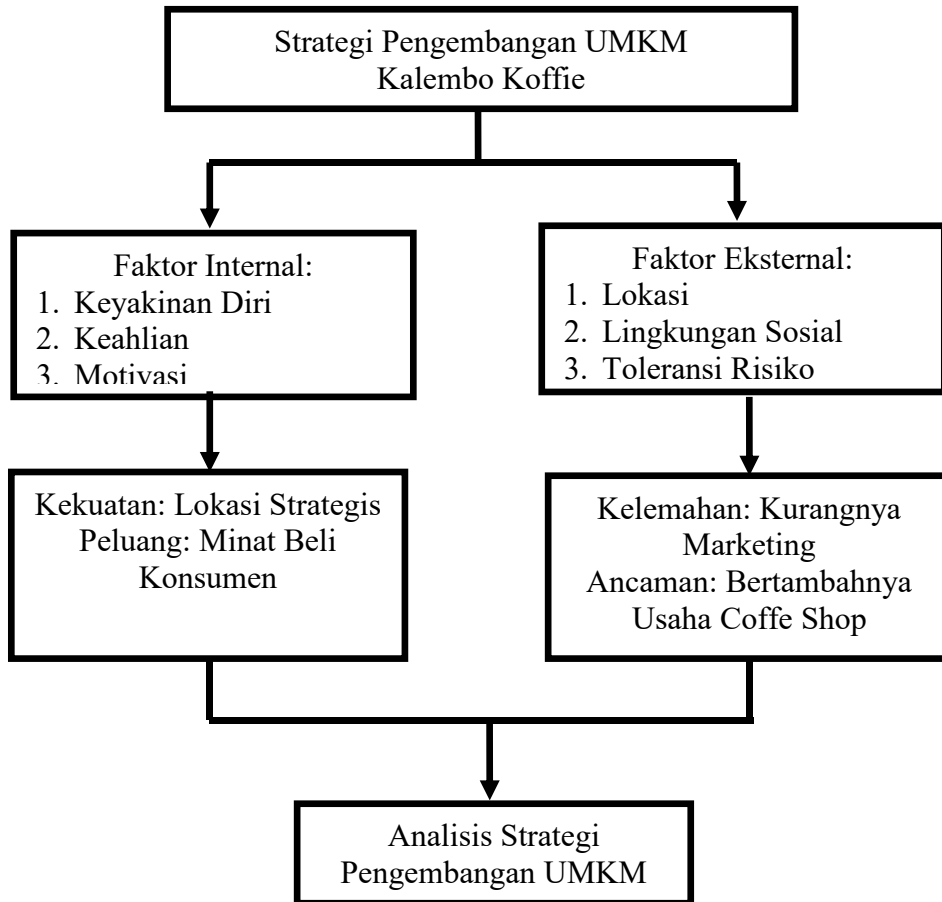 Strategi Pengembangan UMKM
Kalembo Koffie
Faktor Internal:
1. Keyakinan Diri
2. Keahlian
3. Motivasi
Faktor Eksternal:
1. Lokasi
2. Lingkungan Sosial
3. Toleransi Risiko
Kekuatan: Lokasi Strategis
Peluang: Minat Beli
Konsumen
Kelemahan: Kurangnya
Marketing
Ancaman: Bertambahnya
Usaha Coffe Shop
Analisis Strategi
Pengembangan UMKM